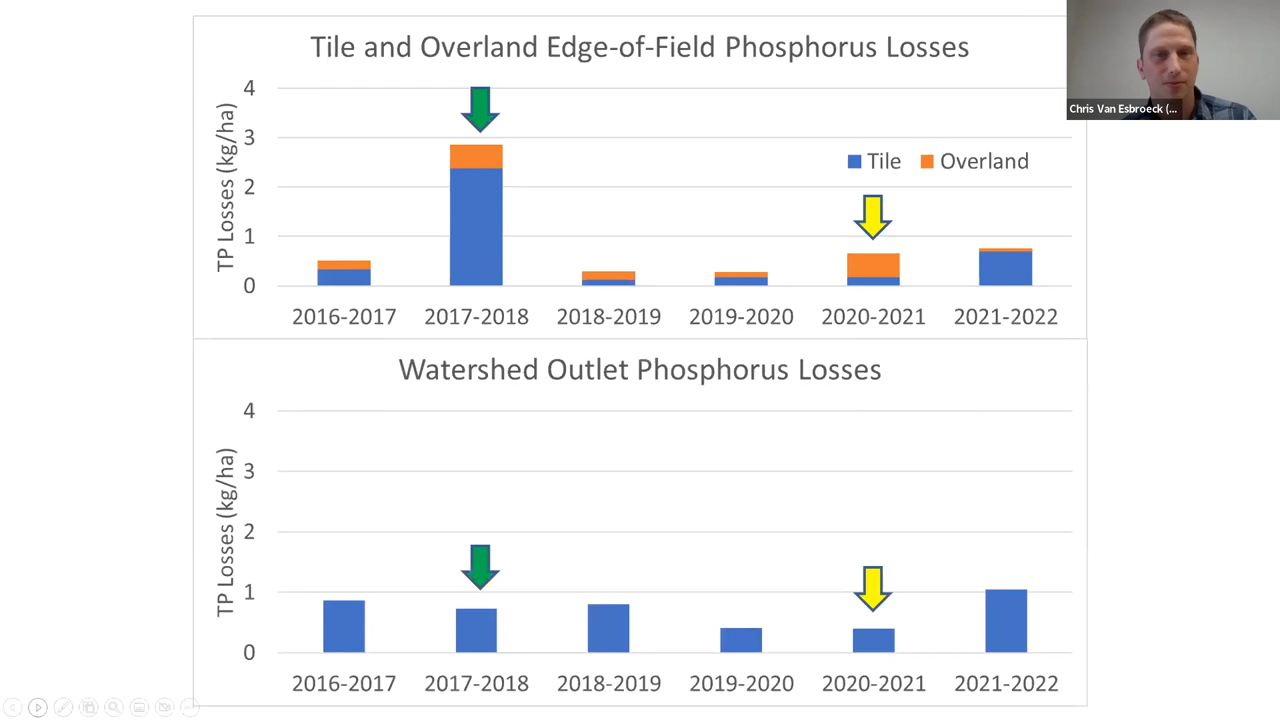 Tile and Overland Edge-of-Field Phosphorus Losses
TP Losses (kg/ha)
4
3
2
1
0
Tile
Overland
2016-2017 2017-2018 2018-2019 2019-2020 2020-2021 2021-2022
Watershed Outlet Phosphorus Losses
TP Losses (kg/ha)
4
3
2
1
0
2016-2017 2017-2018 2018-2019 2019-2020 2020-2021 2021-2022
Chris Van Esbroeck (...